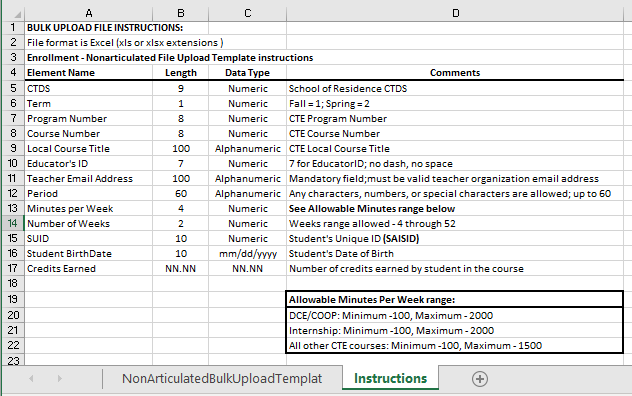 A B C D
1 BULK UPLOAD FILE INSTRUCTIONS:
2 File format is Excel (xls or xlsx extensions )
3 Enrollment - Nonarticulated File Upload Template instructions
4 Element Name Length Data Type Comments
5 CTDS 9 Numeric School of Residence CTDS
6 Term 1 Numeric Fall = 1; Spring = 2
7 Program Number 8 Numeric CTE Program Number
8 Course Number 8 Numeric CTE Course Number
9 Local Course Title 100 Alphanumeric CTE Local Course Title
10 Educator's ID 7 Numeric 7 for EducatorID; no dash, no space
11 Teacher Email Address 100 Alphanumeric Mandatory field;must be valid teacher organization email address
12 Period 60 Alphanumeric Any characters, numbers, or special characters are allowed; up to 60
13 Minutes per Week 4 Numeric See Allowable Minutes range below
14 Number of Weeks 2 Numeric Weeks range allowed - 4 through 52
15 SUID 10 Numeric Student's Unique ID (SAISID)
16 Student BirthDate 10 mm/dd/yyyy Student's Date of Birth
17 Credits Earned NN.NN NN.NN Number of credits earned by student in the course
18
19 Allowable Minutes Per Week range:
20 DCE/COOP: Minimum -100, Maximum - 2000
21 Internship: Minimum -100, Maximum - 2000
22 All other CTE courses: Minimum -100, Maximum - 1500
23
NonArticulatedBulkUploadTemplat Instructions